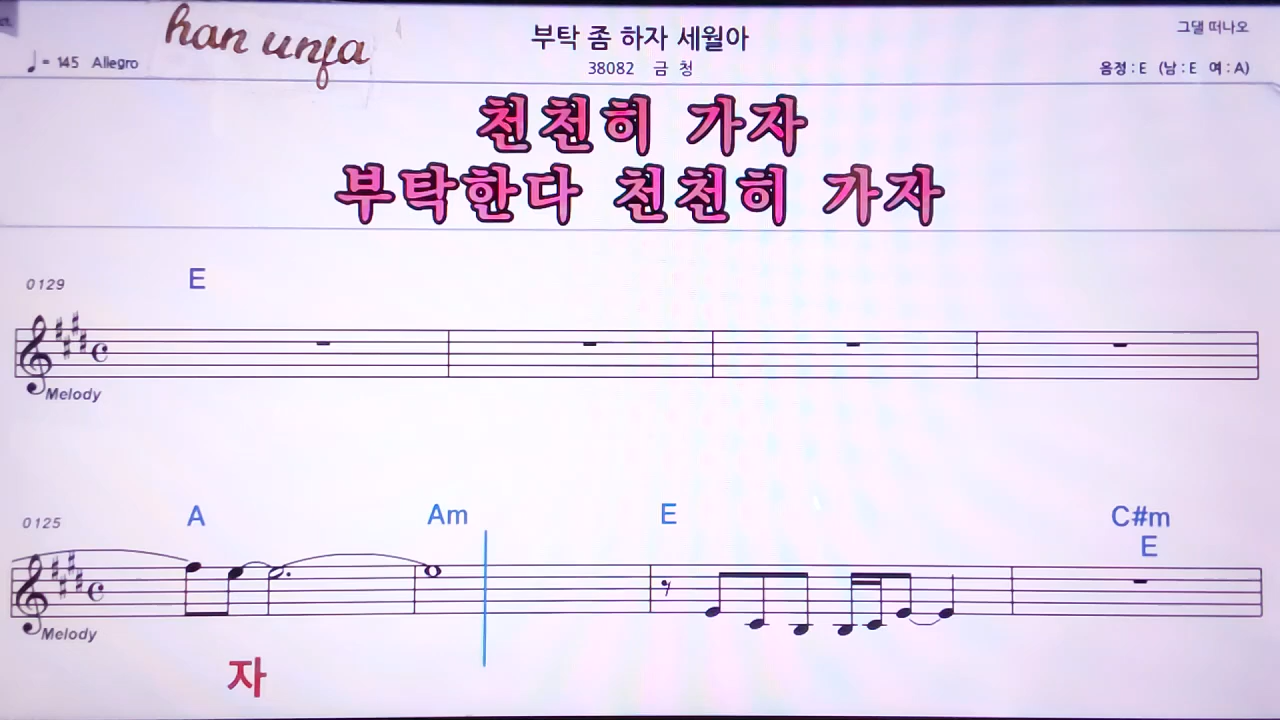 han unja
부탁 좀 하자 세월아
그댈 떠나오
♩= 145 Allegro
38082 금 청
음정 : E (남 : E 여 : A)
천천히 가자
부탁한다 천천히 가자
0129
E
Melody
0125
A Am E C#m
E
Melody
자